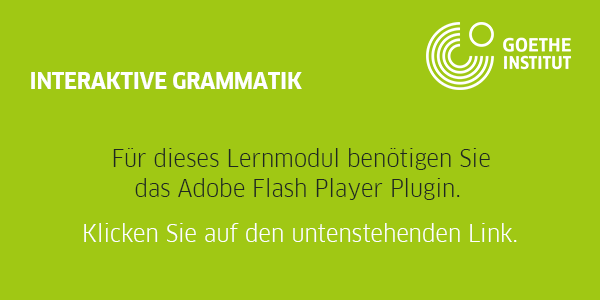 GOETHE
INSTITUT
INTERAKTIVE GRAMMATIK
Für dieses Lernmodul benötigen Sie
das Adobe Flash Player Plugin.
Klicken Sie auf den untenstehenden Link.